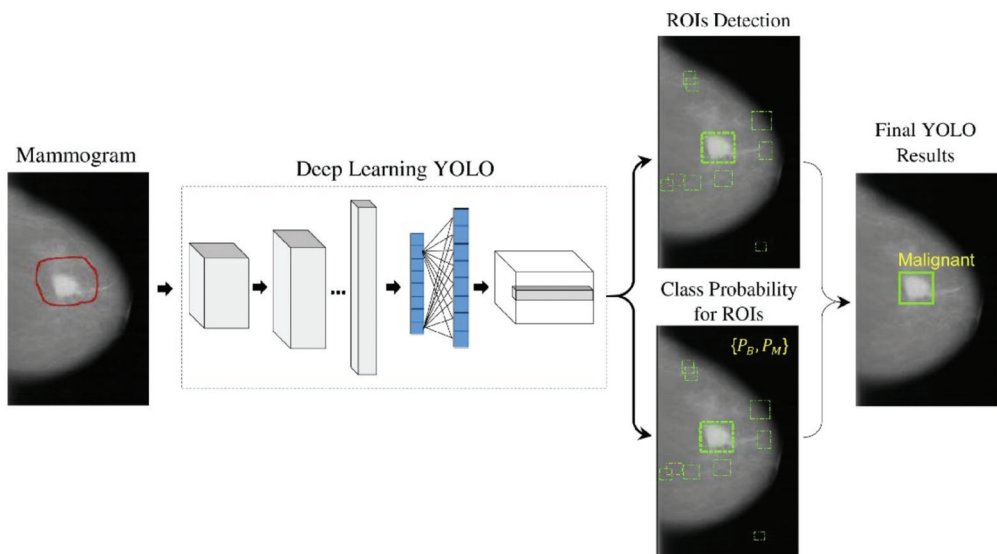 Mammogram
Deep Learning YOLO
...
ROIs Detection
Class Probability
for ROIs
{P_B, P_M}
Final YOLO
Results
Malignant